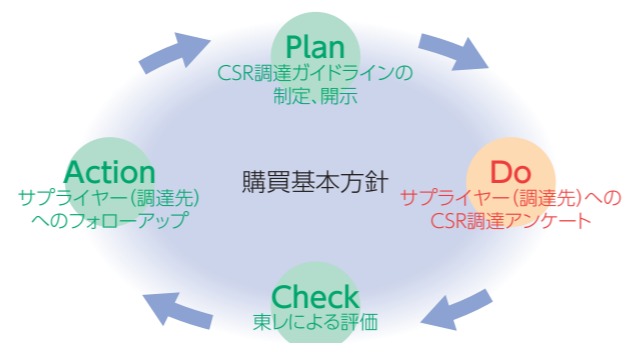 Plan
CSR調達ガイドラインの
制定、開示
Action
サプライヤー(調達先)
へのフォローアップ
購買基本方針
Do
サプライヤー(調達先)への
CSR調達アンケート
Check
東レによる評価